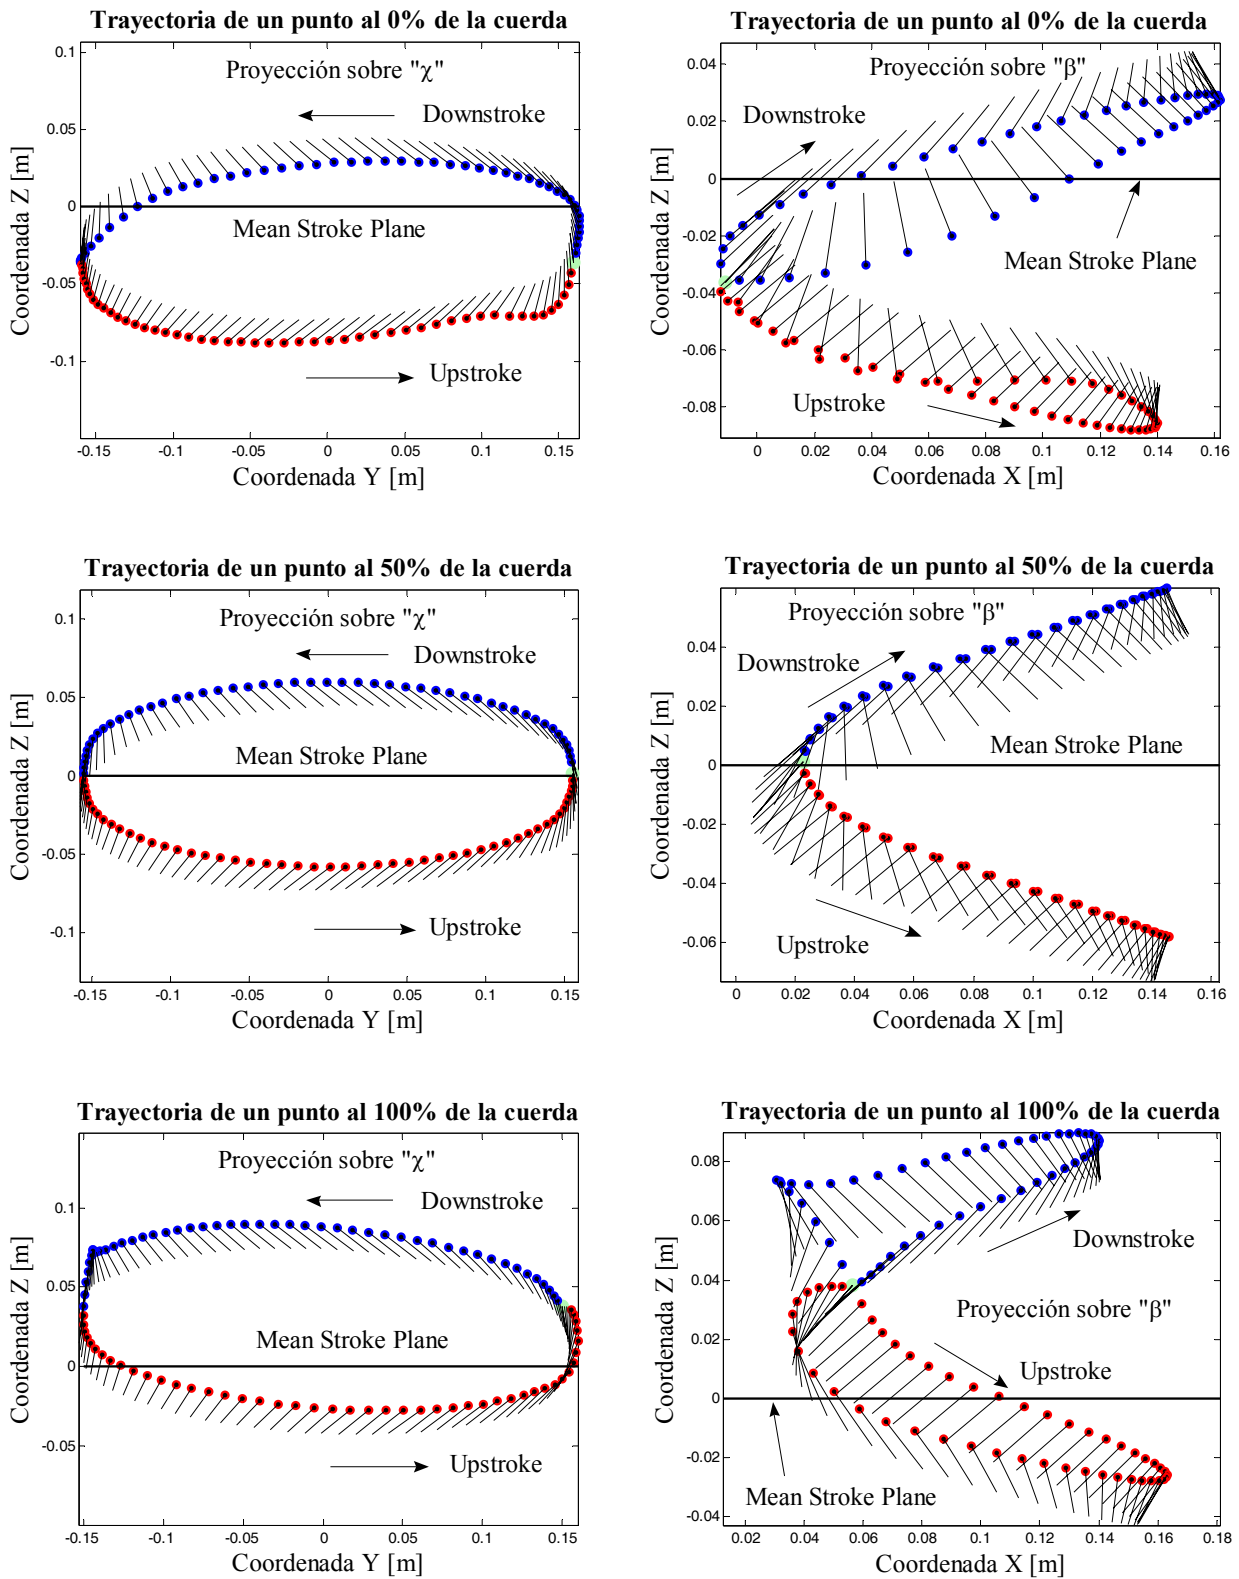 Trayectoria de un punto al 0% de la cuerda
Proyección sobre "χ"
Downstroke
Mean Stroke Plane
Upstroke
0.1
0.05
0
-0.05
-0.1
Coordenada Z [m]
-0.15
-0.1
-0.05
0
0.05
0.1
0.15
Coordenada Y [m]
Trayectoria de un punto al 0% de la cuerda
Proyección sobre "β"
Downstroke
Mean Stroke Plane
Upstroke
0.04
0.02
0
-0.02
-0.04
-0.06
-0.08
Coordenada Z [m]
0
0.02
0.04
0.06
0.08
0.1
0.12
0.14
0.16
Coordenada X [m]
Trayectoria de un punto al 50% de la cuerda
Proyección sobre "χ"
Downstroke
Mean Stroke Plane
Upstroke
0.1
0.05
0
-0.05
-0.1
Coordenada Z [m]
-0.15
-0.1
-0.05
0
0.05
0.1
0.15
Coordenada Y [m]
Trayectoria de un punto al 50% de la cuerda
Proyección sobre "β"
Downstroke
Mean Stroke Plane
Upstroke
0.04
0.02
0
-0.02
-0.04
-0.06
Coordenada Z [m]
0
0.02
0.04
0.06
0.08
0.1
0.12
0.14
0.16
Coordenada X [m]
Trayectoria de un punto al 100% de la cuerda
Proyección sobre "χ"
Downstroke
Mean Stroke Plane
Upstroke
0.1
0.05
0
-0.05
Coordenada Z [m]
-0.15
-0.1
-0.05
0
0.05
0.1
0.15
Coordenada Y [m]
Trayectoria de un punto al 100% de la cuerda
Downstroke
Proyección sobre "β"
Upstroke
Mean Stroke Plane
0.08
0.06
0.04
0.02
0
-0.02
-0.04
Coordenada Z [m]
0.02
0.04
0.06
0.08
0.1
0.12
0.14
0.16
0.18
Coordenada X [m]